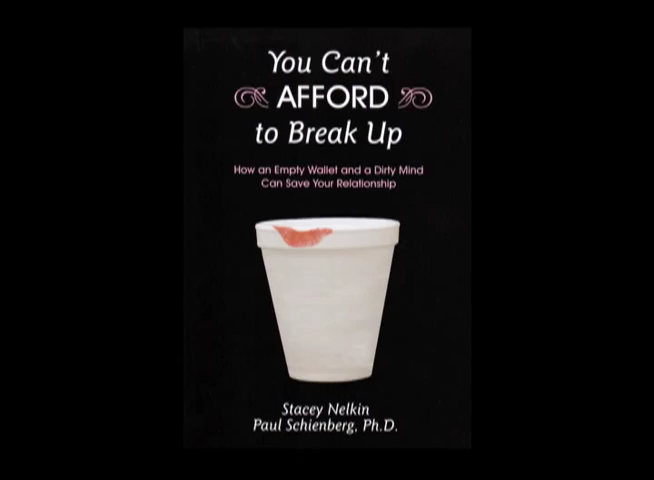 You Can't
AFFORD
to Break Up
How an Empty Wallet and a Dirty Mind
Can Save Your Relationship
Stacey Nelkin
Paul Schienberg, Ph.D.